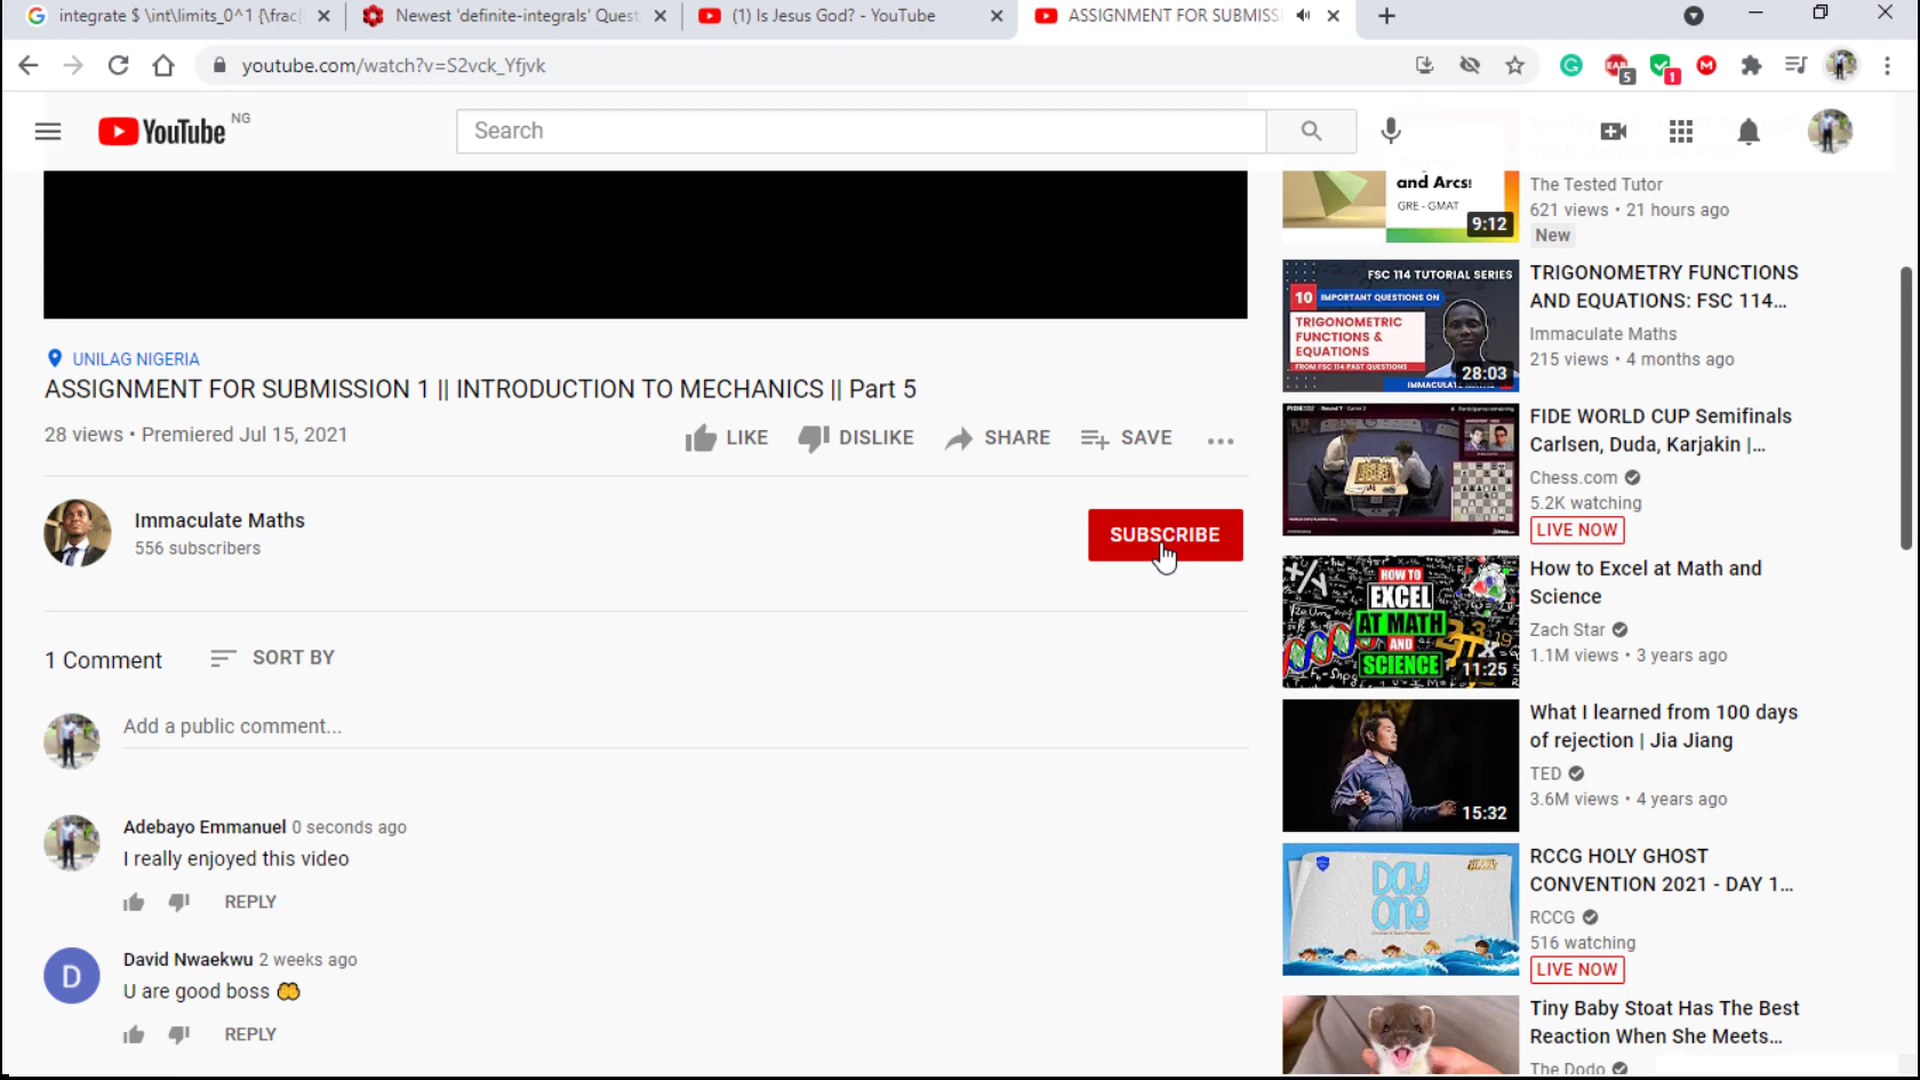 integrate $ \int\limits_0^1 {\frac{
Newest 'definite-integrals' Quest
(1) Is Jesus God? - YouTube
ASSIGNMENT FOR SUBMISSI
youtube.com/watch?v=S2vck_Yfjvk
5
1
YouTube NG
Search
and Arcs!
GRE - GMAT
9:12
The Tested Tutor
621 views • 21 hours ago
New
FSC 114 TUTORIAL SERIES
10 IMPORTANT QUESTIONS ON
TRIGONOMETRIC
FUNCTIONS &
EQUATIONS
FROM FSC 114 PAST QUESTIONS
28:03
TRIGONOMETRY FUNCTIONS
AND EQUATIONS: FSC 114...
Immaculate Maths
215 views • 4 months ago
UNILAG NIGERIA
ASSIGNMENT FOR SUBMISSION 1 || INTRODUCTION TO MECHANICS || Part 5
28 views • Premiered Jul 15, 2021
LIKE
DISLIKE
SHARE
SAVE
FIDE WORLD CUP Semifinals
Carlsen, Duda, Karjakin |...
Chess.com
5.2K watching
LIVE NOW
Immaculate Maths
556 subscribers
SUBSCRIBE
HOW TO
EXCEL
AT MATH
AND
SCIENCE
11:25
How to Excel at Math and
Science
Zach Star
1.1M views • 3 years ago
1 Comment
SORT BY
Add a public comment...
15:32
What I learned from 100 days
of rejection | Jia Jiang
TED
3.6M views • 4 years ago
Adebayo Emmanuel 0 seconds ago
I really enjoyed this video
REPLY
DAY
ONE
RCCG HOLY GHOST
CONVENTION 2021 - DAY 1...
RCCG
516 watching
LIVE NOW
David Nwaekwu 2 weeks ago
D
U are good boss
REPLY
Tiny Baby Stoat Has The Best
Reaction When She Meets...
The Dodo